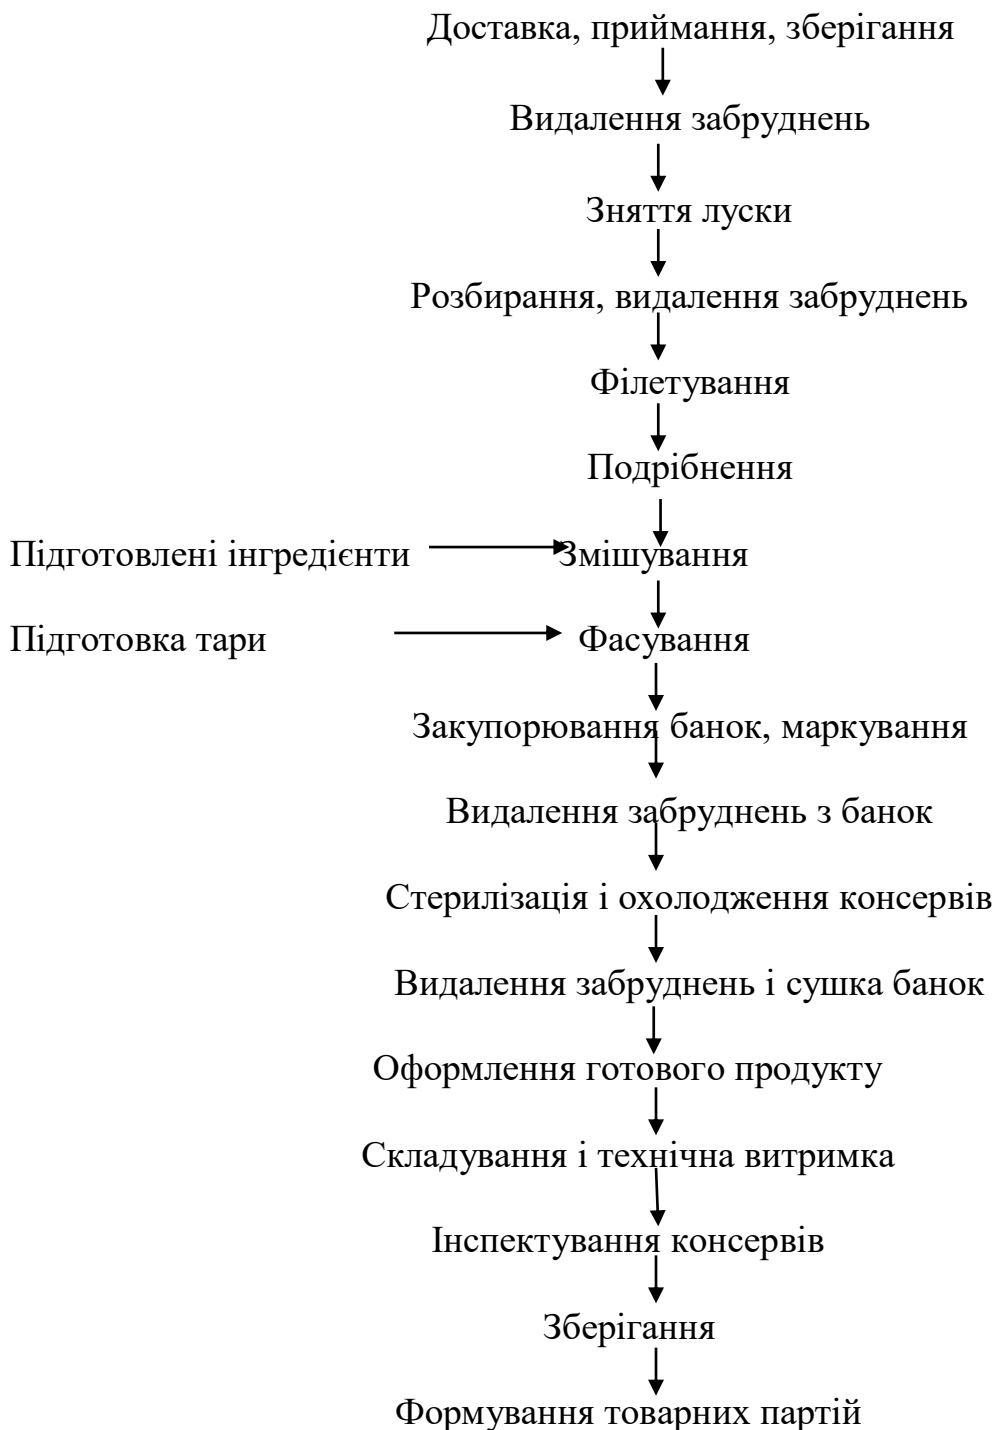 Доставка, приймання, зберігання
Видалення забруднень
Зняття луски
Розбирання, видалення забруднень
Філетування
Подрібнення
Підготовлені інгредієнти Змішування
Підготовка тари Фасування
Закупорювання банок, маркування
Видалення забруднень з банок
Стерилізація і охолодження консервів
Видалення забруднень і сушка банок
Оформлення готового продукту
Складування і технічна витримка
Інспектування консервів
Зберігання
Формування товарних партій